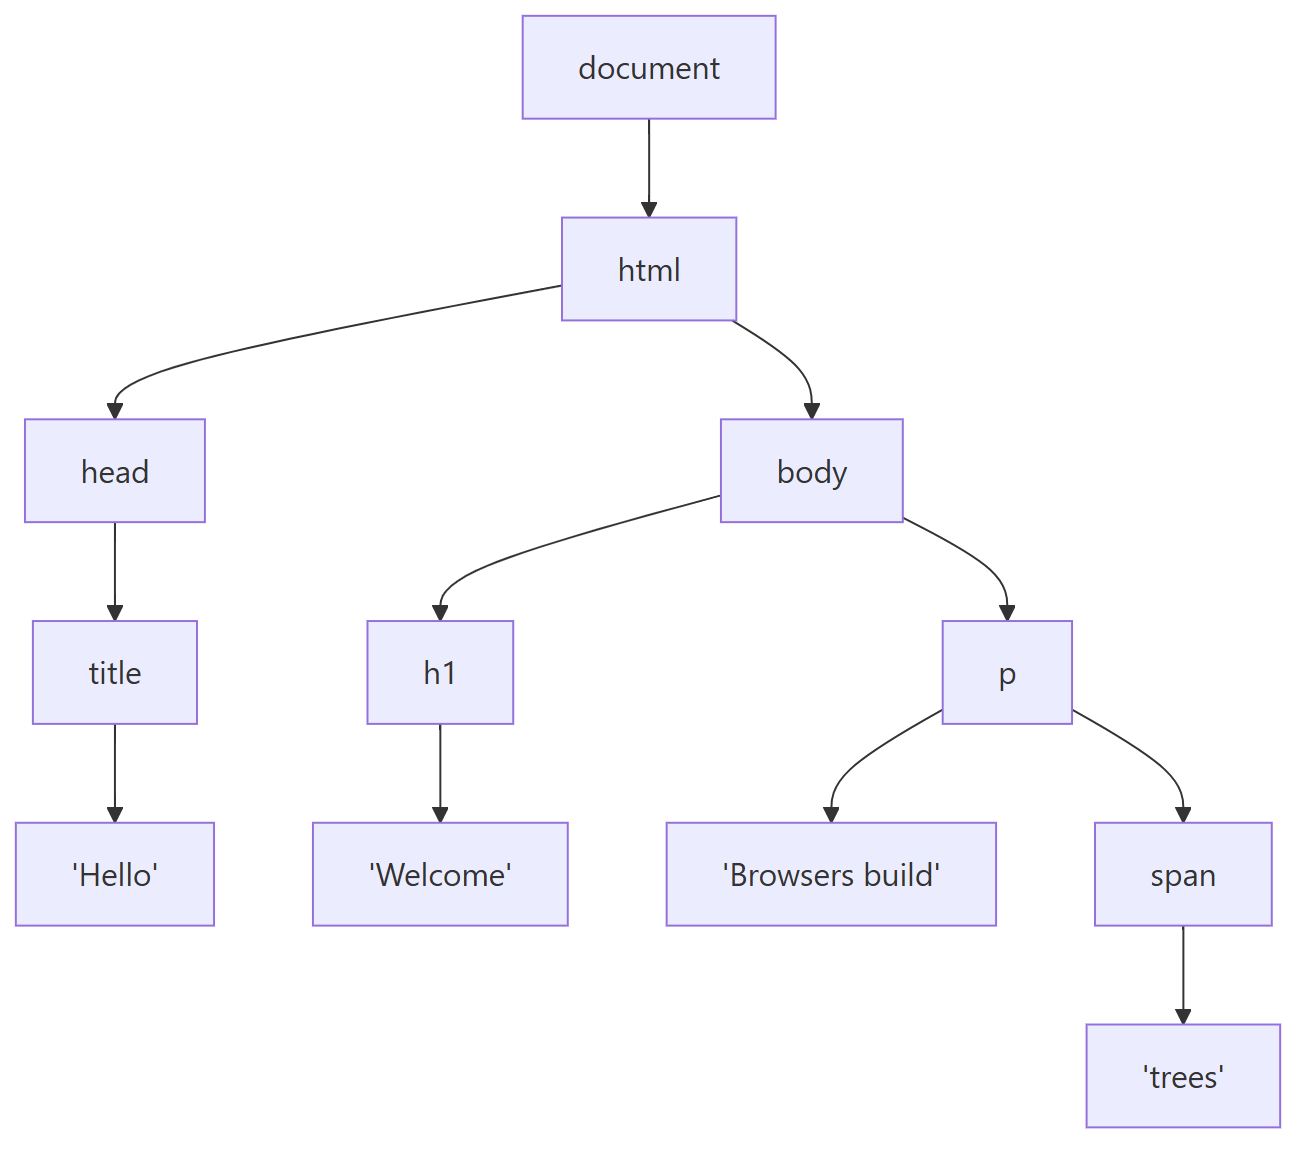 document
html
head
body
title
h1
p
'Hello'
'Welcome'
'Browsers build'
span
'trees'